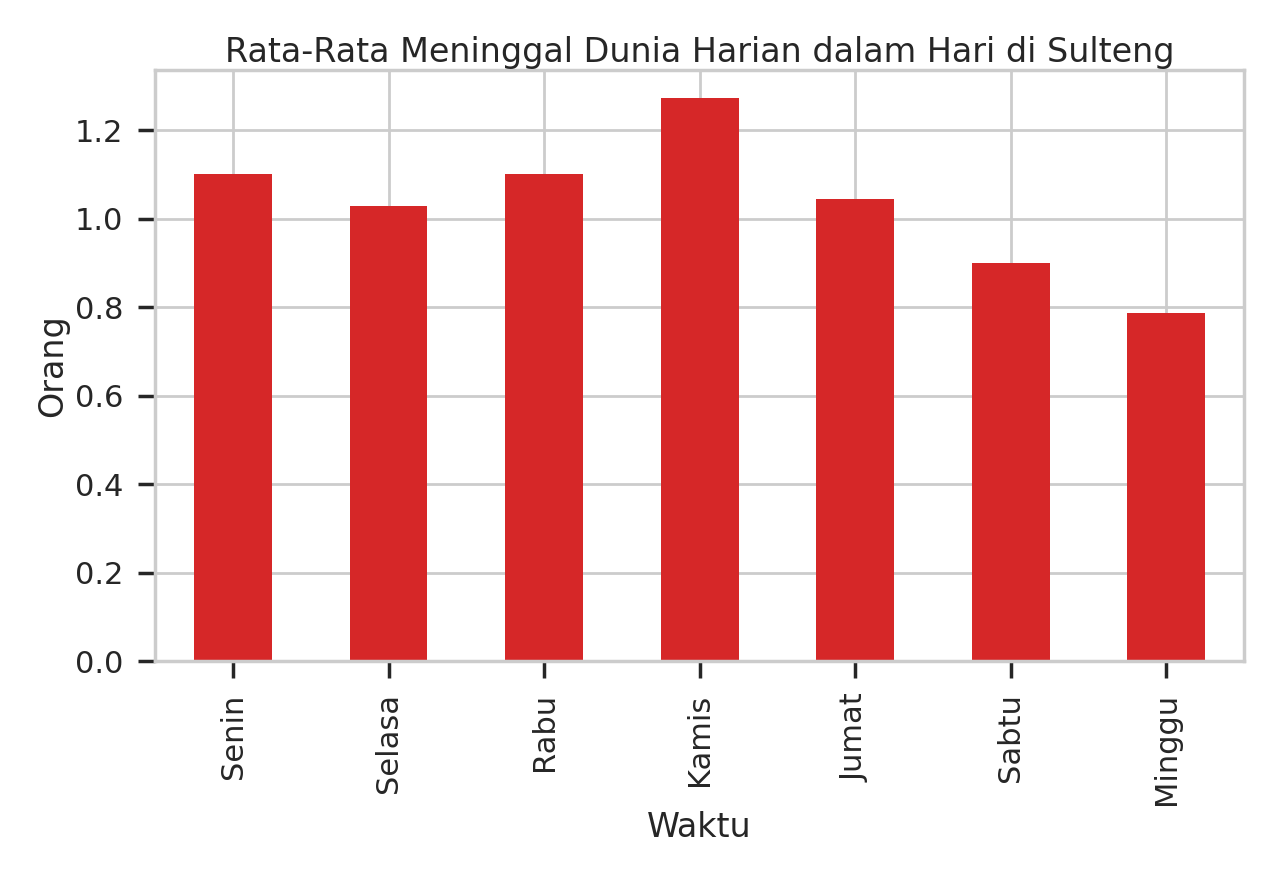 Rata-Rata Meninggal Dunia Harian dalam Hari di Sulteng
Orang
1.2
1.0
0.8
0.6
0.4
0.2
0.0
Senin
Selasa
Rabu
Kamis
Jumat
Sabtu
Minggu
Waktu